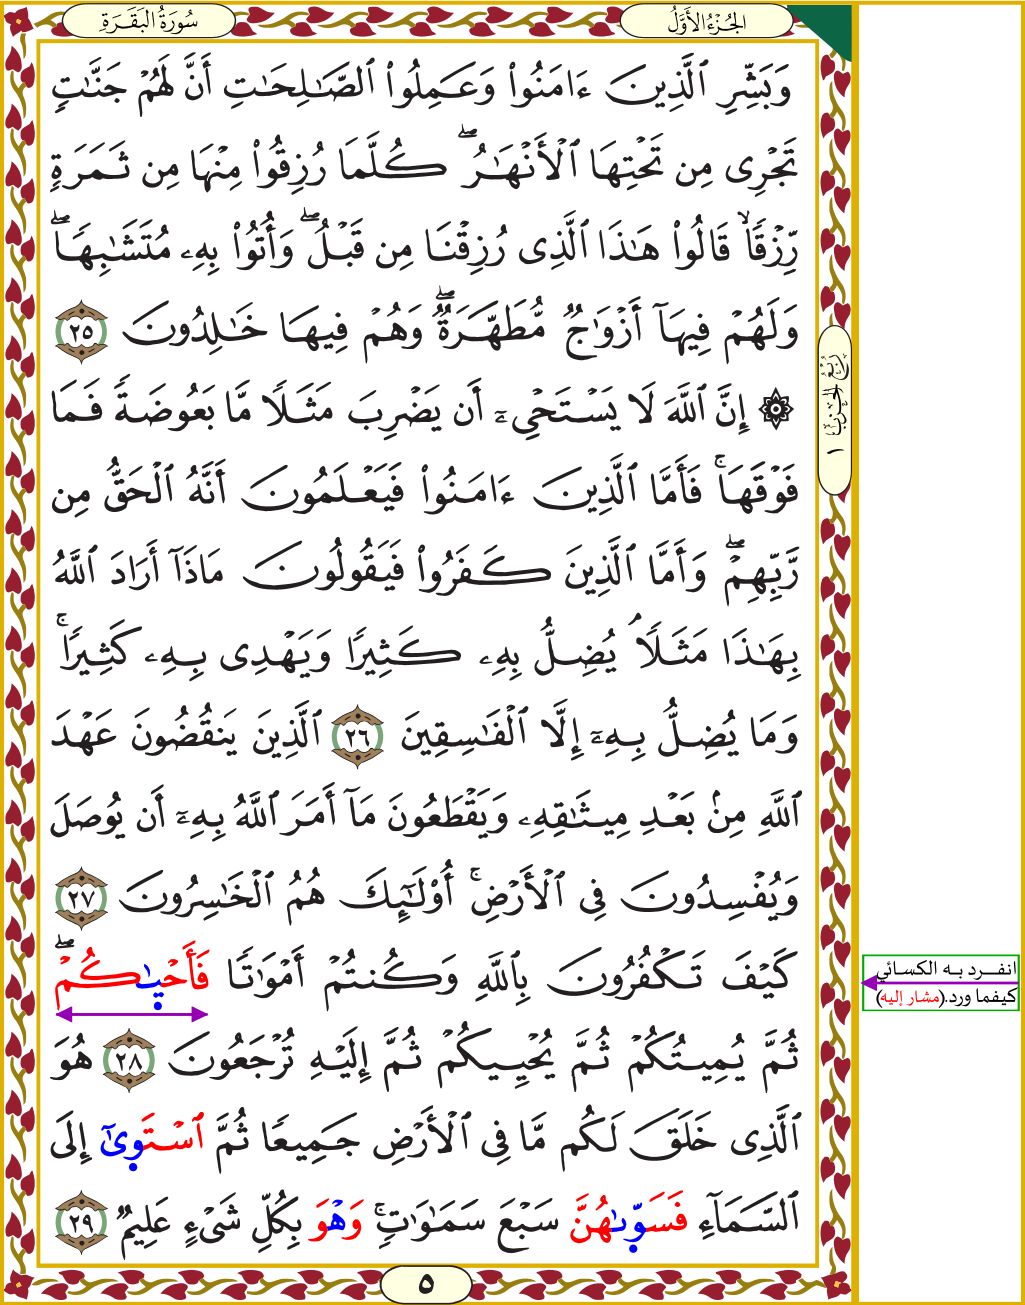 سُورَةُ الْبَقَرَةِ
الجُزْءُ الأَوَّلُ
وَبَشِّرِ ٱلَّذِينَ ءَامَنُوا۟ وَعَمِلُوا۟ ٱلصَّـٰلِحَـٰتِ أَنَّ لَهُمْ جَنَّـٰتٍ
تَجْرِى مِن تَحْتِهَا ٱلْأَنْهَـٰرُ ۖ كُلَّمَا رُزِقُوا۟ مِنْهَا مِن ثَمَرَةٍ
رِّزْقًا ۙ قَالُوا۟ هَـٰذَا ٱلَّذِى رُزِقْنَا مِن قَبْلُ ۖ وَأُتُوا۟ بِهِۦ مُتَشَـٰبِهًا ۖ
وَلَهُمْ فِيهَآ أَزْوَٰجٌ مُّطَهَّرَةٌ ۖ وَهُمْ فِيهَا خَـٰلِدُونَ ٢٥
۞ إِنَّ ٱللَّهَ لَا يَسْتَحْىِۦٓ أَن يَضْرِبَ مَثَلًا مَّا بَعُوضَةً فَمَا
فَوْقَهَا ۚ فَأَمَّا ٱلَّذِينَ ءَامَنُوا۟ فَيَعْلَمُونَ أَنَّهُ ٱلْحَقُّ مِن
رَّبِّهِمْ ۖ وَأَمَّا ٱلَّذِينَ كَفَرُوا۟ فَيَقُولُونَ مَاذَآ أَرَادَ ٱللَّهُ
بِهَـٰذَا مَثَلًا ۘ يُضِلُّ بِهِۦ كَثِيرًا وَيَهْدِى بِهِۦ كَثِيرًا ۚ
وَمَا يُضِلُّ بِهِۦٓ إِلَّا ٱلْفَـٰسِقِينَ ٢٦ ٱلَّذِينَ يَنقُضُونَ عَهْدَ
ٱللَّهِ مِنۢ بَعْدِ مِيثَـٰقِهِۦ وَيَقْطَعُونَ مَآ أَمَرَ ٱللَّهُ بِهِۦٓ أَن يُوصَلَ
وَيُفْسِدُونَ فِى ٱلْأَرْضِ ۚ أُو۟لَـٰٓئِكَ هُمُ ٱلْخَـٰسِرُونَ ٢٧
كَيْفَ تَكْفُرُونَ بِٱللَّهِ وَكُنتُمْ أَمْوَٰتًا فَأَحْيَـٰكُمْ ۖ
ثُمَّ يُمِيتُكُمْ ثُمَّ يُحْيِيكُمْ ثُمَّ إِلَيْهِ تُرْجَعُونَ ٢٨ هُوَ
ٱلَّذِى خَلَقَ لَكُم مَّا فِى ٱلْأَرْضِ جَمِيعًا ثُمَّ ٱسْتَوِىٰٓ إِلَى
ٱلسَّمَآءِ فَسَوِّىٰهُنَّ سَبْعَ سَمَـٰوَٰتٍ ۚ وَهْوَ بِكُلِّ شَىْءٍ عَلِيمٌ ٢٩
٥
رُبْعُ الْحِزْبِ ١
انفرد به الكسائي
كيفما ورد.(مشار إليه)